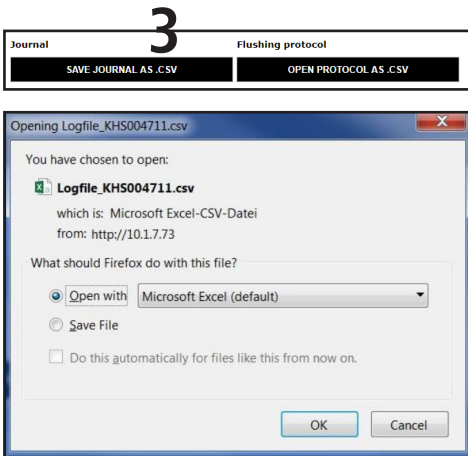 3
Journal Flushing protocol
SAVE JOURNAL AS .CSV OPEN PROTOCOL AS .CSV
Opening Logfile_KHS004711.csv
You have chosen to open:
Logfile_KHS004711.csv
which is: Microsoft Excel-CSV-Datei
from: http://10.1.7.73
What should Firefox do with this file?
Open with Microsoft Excel (default)
Save File
Do this automatically for files like this from now on.
OK Cancel